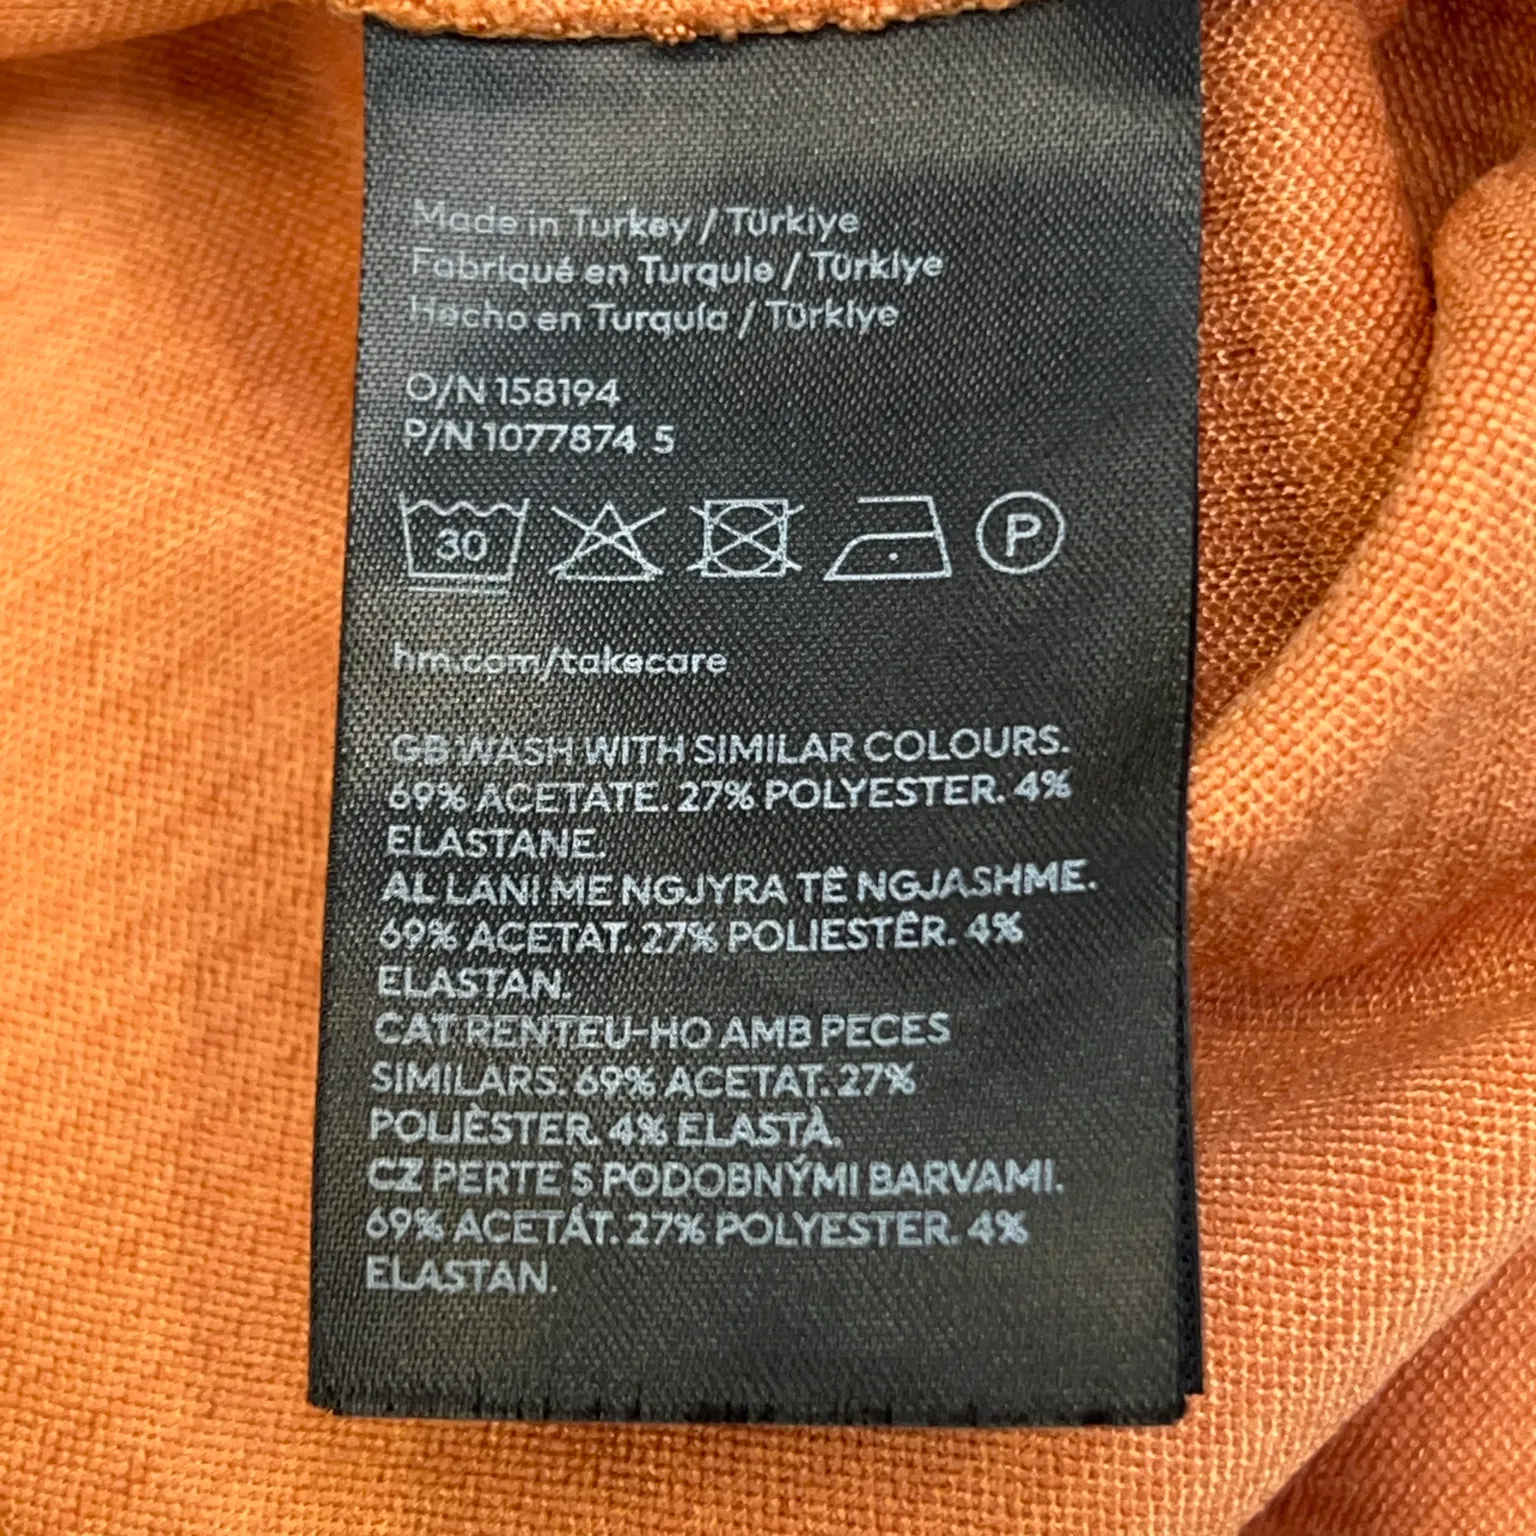 Made in Turkey / Türkiye
Fabriqué en Turquie / Türkiye
Hecho en Turquía / Türkiye
O/N 158194
P/N 1077874 5
30
P
hm.com/takecare
GB WASH WITH SIMILAR COLOURS.
69% ACETATE. 27% POLYESTER. 4%
ELASTANE.
AL LANI ME NGJYRA TË NGJASHME.
69% ACETAT. 27% POLIESTËR. 4%
ELASTAN.
CAT RENTEU-HO AMB PECES
SIMILARS. 69% ACETAT. 27%
POLIÈSTER. 4% ELASTÀ.
CZ PERTE S PODOBNÝMI BARVAMI.
69% ACETÁT. 27% POLYESTER. 4%
ELASTAN.